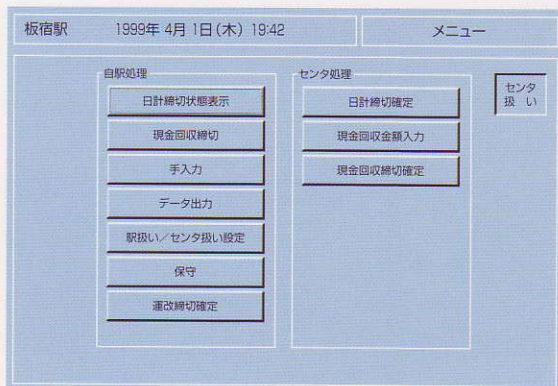 板宿駅 1999年 4月 1日(木) 19:42 メニュー
自駅処理
日計締切状態表示
現金回収締切
手入力
データ出力
駅扱い/センタ扱い設定
保守
運改締切確定
センタ処理
日計締切確定
現金回収金額入力
現金回収締切確定
センタ
扱 い